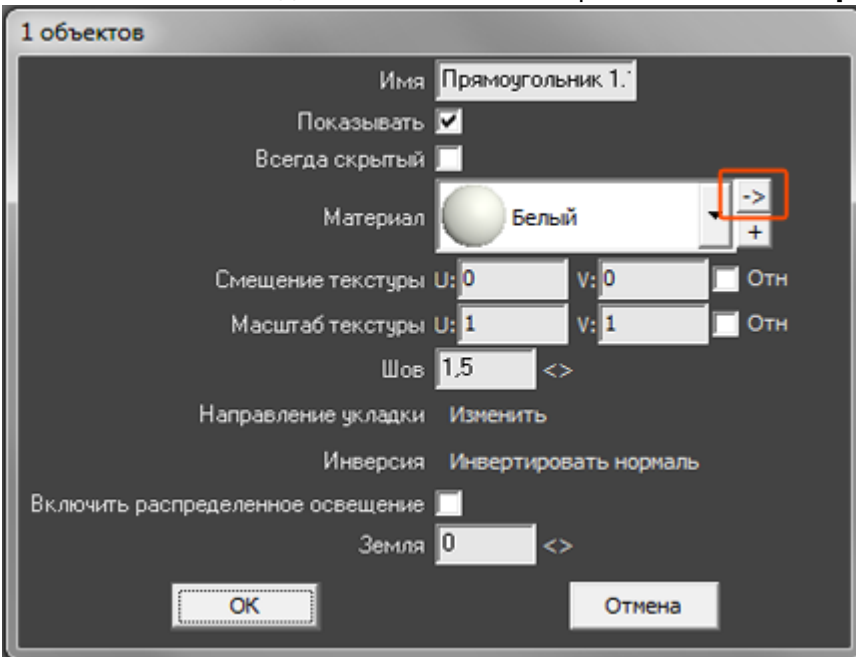 1 объектов
Имя Прямоугольник 1.
Показывать
Всегда скрытый
Материал Белый ->
+
Смещение текстуры U: 0 V: 0 Отн
Масштаб текстуры U: 1 V: 1 Отн
Шов 1,5 <>
Направление укладки Изменить
Инверсия Инвертировать нормаль
Включить распределенное освещение
Земля 0 <>
OK Отмена